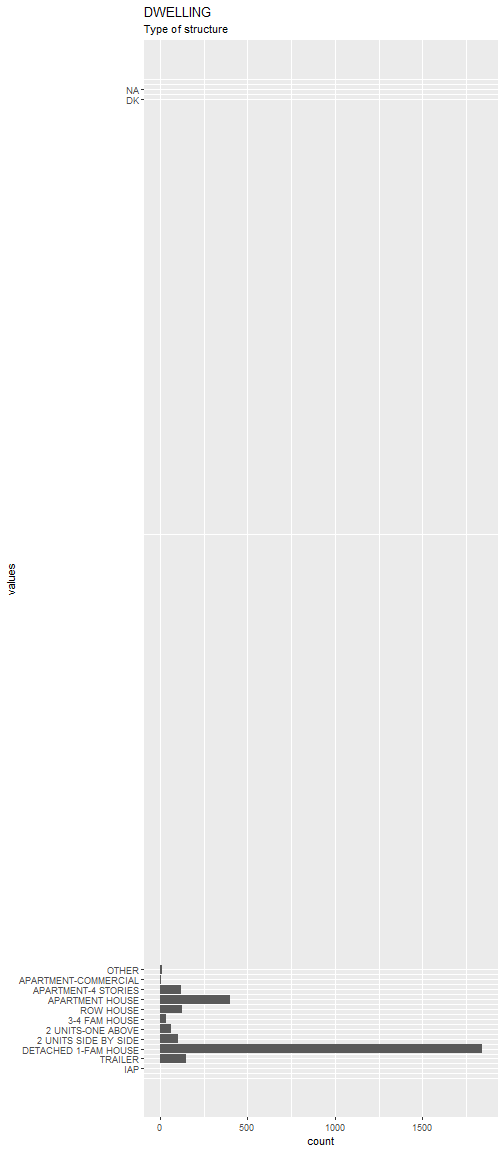 DWELLING
Type of structure
NA
DK
values
OTHER
APARTMENT-COMMERCIAL
APARTMENT-4 STORIES
APARTMENT HOUSE
ROW HOUSE
3-4 FAM HOUSE
2 UNITS-ONE ABOVE
2 UNITS SIDE BY SIDE
DETACHED 1-FAM HOUSE
TRAILER
IAP
0 500 1000 1500
count